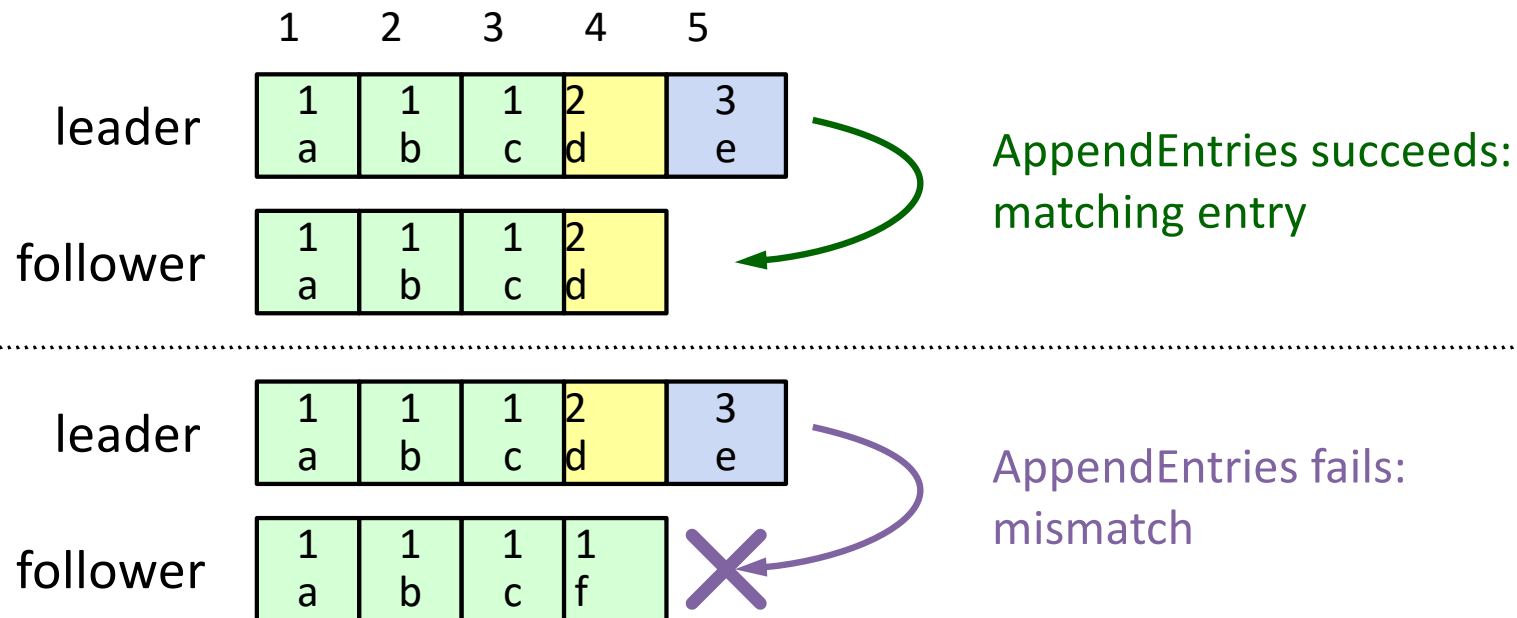 1 2 3 4 5
leader
1 1 1 2 3
a b c d e
AppendEntries succeeds:
matching entry
follower
1 1 1 2
a b c d
leader
1 1 1 2 3
a b c d e
AppendEntries fails:
mismatch
follower
1 1 1 1
a b c f